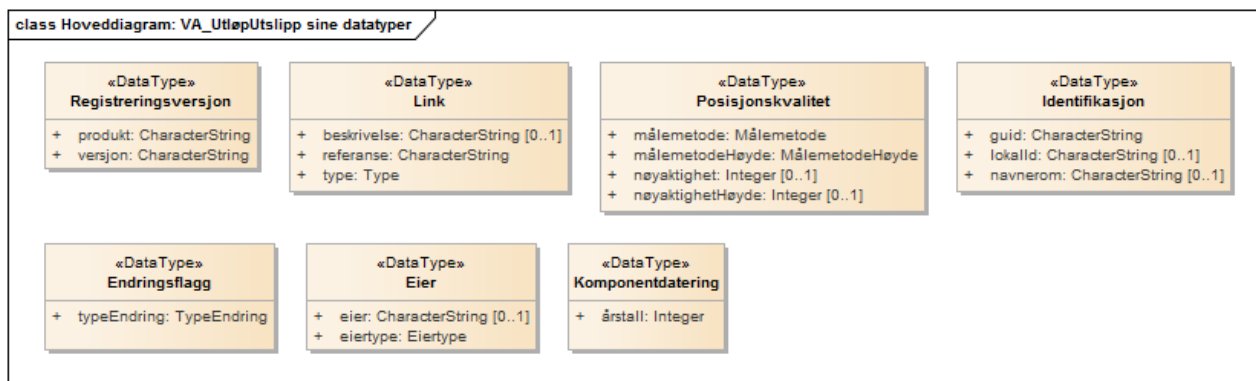 class Hoveddiagram: VA_UtløpUtslipp sine datatyper
«DataType»
Registreringsversjon
+ produkt: CharacterString
+ versjon: CharacterString
«DataType»
Link
+ beskrivelse: CharacterString [0..1]
+ referanse: CharacterString
+ type: Type
«DataType»
Posisjonskvalitet
+ målemetode: Målemetode
+ målemetodeHøyde: MålemetodeHøyde
+ nøyaktighet: Integer [0..1]
+ nøyaktighetHøyde: Integer [0..1]
«DataType»
Identifikasjon
+ guid: CharacterString
+ lokalId: CharacterString [0..1]
+ navnerom: CharacterString [0..1]
«DataType»
Endringsflagg
+ typeEndring: TypeEndring
«DataType»
Eier
+ eier: CharacterString [0..1]
+ eiertype: Eiertype
«DataType»
Komponentdatering
+ årstall: Integer